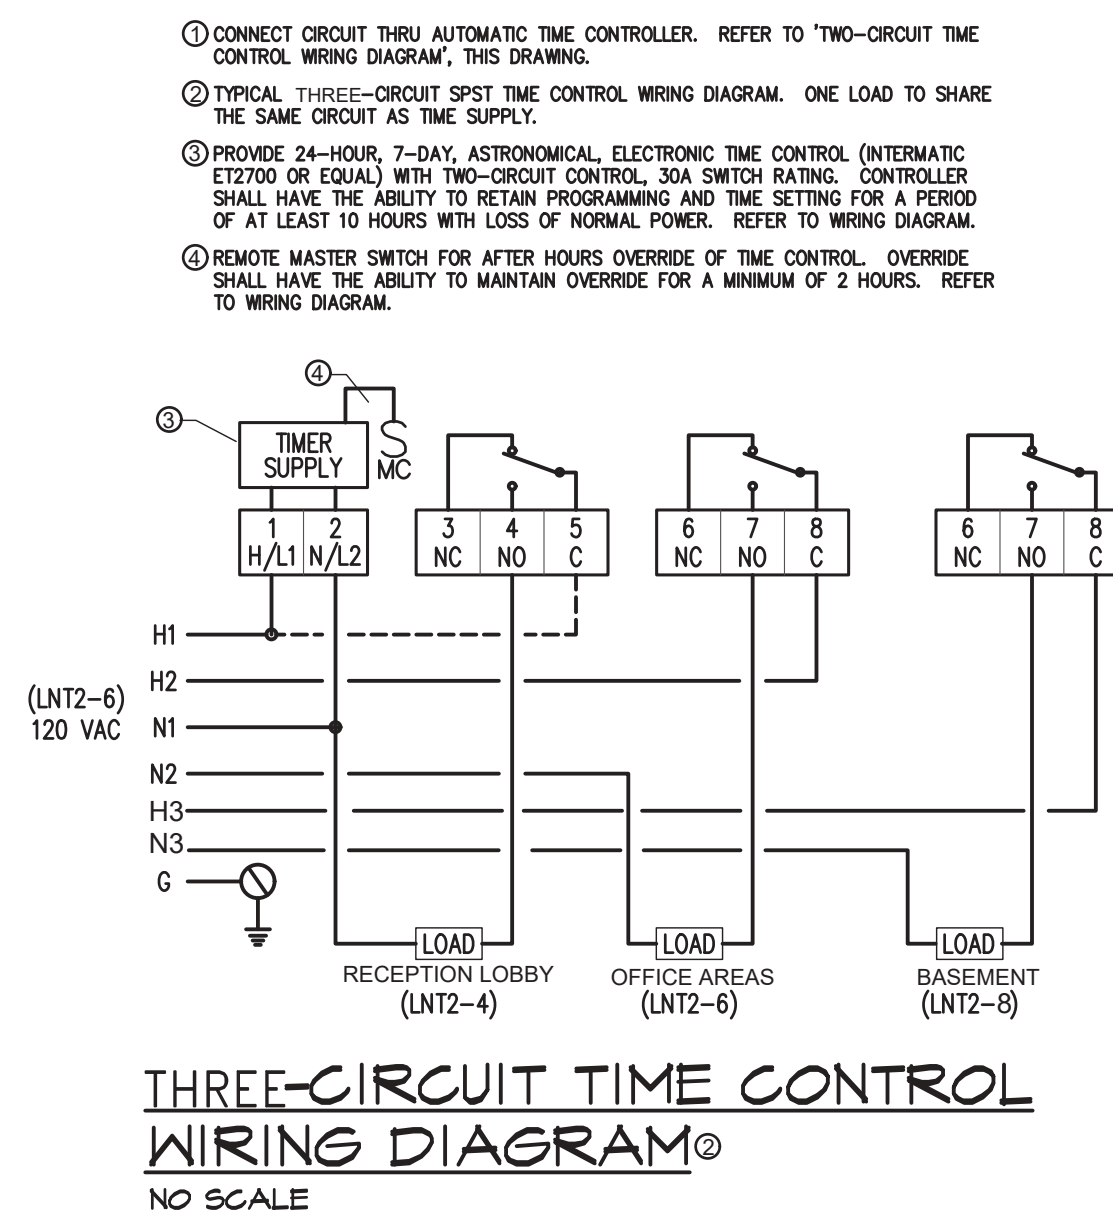 ① CONNECT CIRCUIT THRU AUTOMATIC TIME CONTROLLER. REFER TO 'TWO-CIRCUIT TIME
CONTROL WIRING DIAGRAM', THIS DRAWING.
② TYPICAL THREE-CIRCUIT SPST TIME CONTROL WIRING DIAGRAM. ONE LOAD TO SHARE
THE SAME CIRCUIT AS TIME SUPPLY.
③ PROVIDE 24-HOUR, 7-DAY, ASTRONOMICAL, ELECTRONIC TIME CONTROL (INTERMATIC
ET2700 OR EQUAL) WITH TWO-CIRCUIT CONTROL, 30A SWITCH RATING. CONTROLLER
SHALL HAVE THE ABILITY TO RETAIN PROGRAMMING AND TIME SETTING FOR A PERIOD
OF AT LEAST 10 HOURS WITH LOSS OF NORMAL POWER. REFER TO WIRING DIAGRAM.
④ REMOTE MASTER SWITCH FOR AFTER HOURS OVERRIDE OF TIME CONTROL. OVERRIDE
SHALL HAVE THE ABILITY TO MAINTAIN OVERRIDE FOR A MINIMUM OF 2 HOURS. REFER
TO WIRING DIAGRAM.
④
③
TIMER
SUPPLY
S
MC
1 2 3 4 5 6 7 8 6 7 8
H/L1 N/L2 NC NO C NC NO C NC NO C
H1
H2
(LNT2-6)
120 VAC
N1
N2
H3
N3
G
LOAD LOAD LOAD
RECEPTION LOBBY OFFICE AREAS BASEMENT
(LNT2-4) (LNT2-6) (LNT2-8)
THREE-CIRCUIT TIME CONTROL
WIRING DIAGRAM ②
NO SCALE